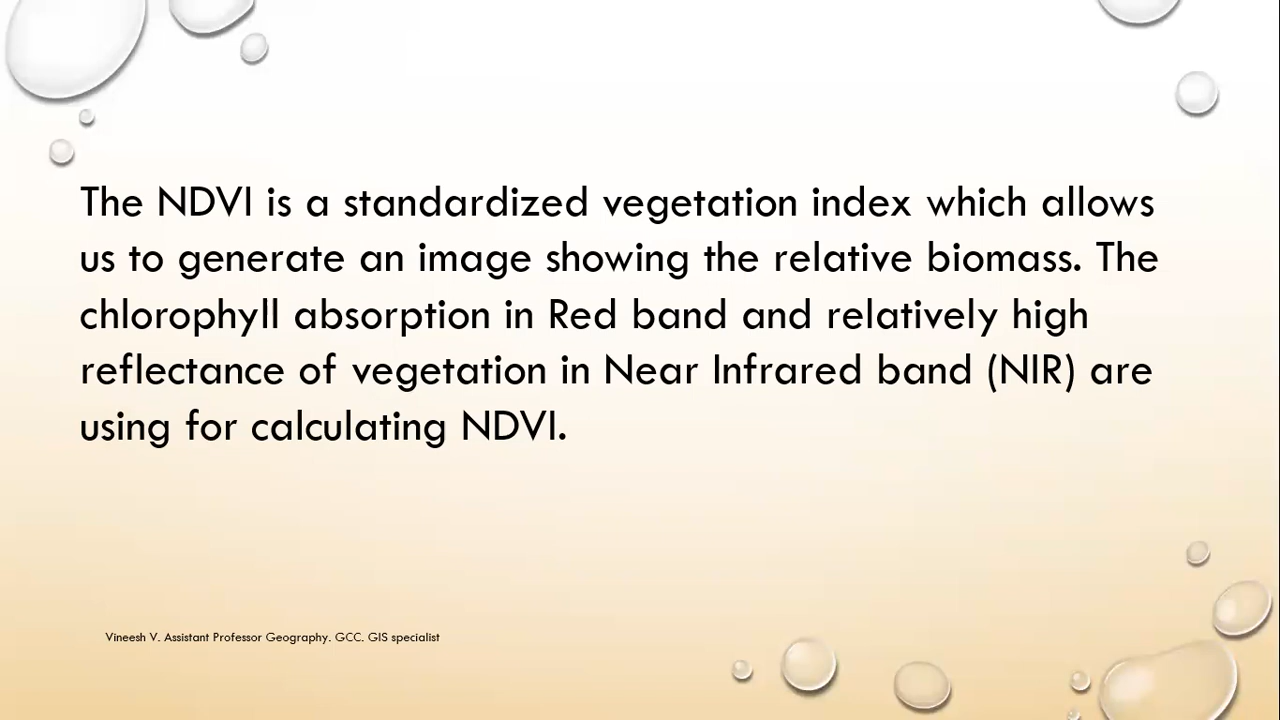 The NDVI is a standardized vegetation index which allows
us to generate an image showing the relative biomass. The
chlorophyll absorption in Red band and relatively high
reflectance of vegetation in Near Infrared band (NIR) are
using for calculating NDVI.
Vineesh V. Assistant Professor Geography. GCC. GIS specialist